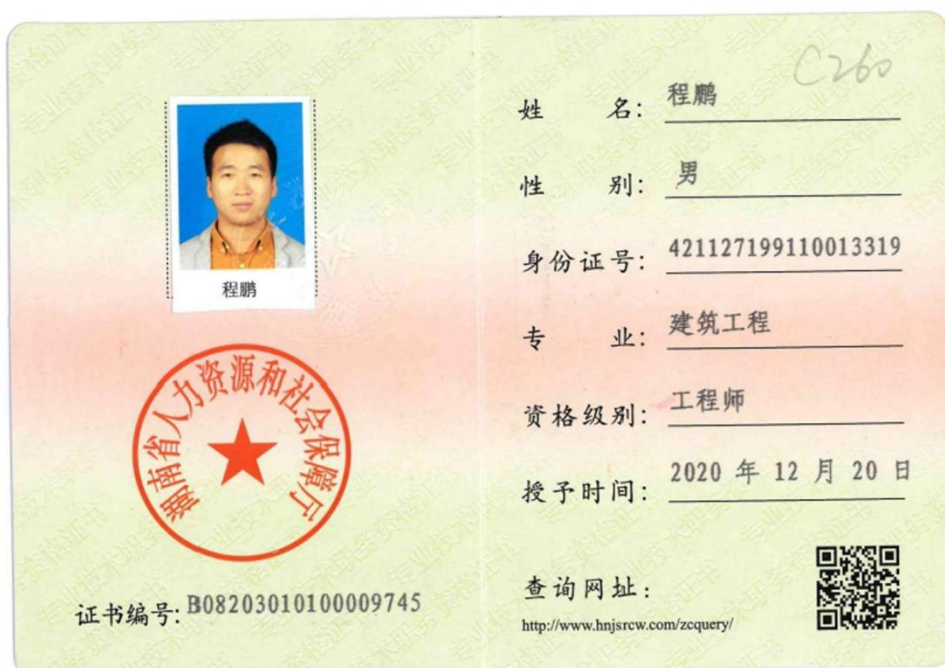 程鹏
湖南省人力资源和社会保障厅
证书编号: B08203010100009745
C260
姓名: 程鹏
性别: 男
身份证号: 421127199110013319
专业: 建筑工程
资格级别: 工程师
授予时间: 2020 年 12 月 20 日
查询网址:
http://www.hnjsrcw.com/zcquery/